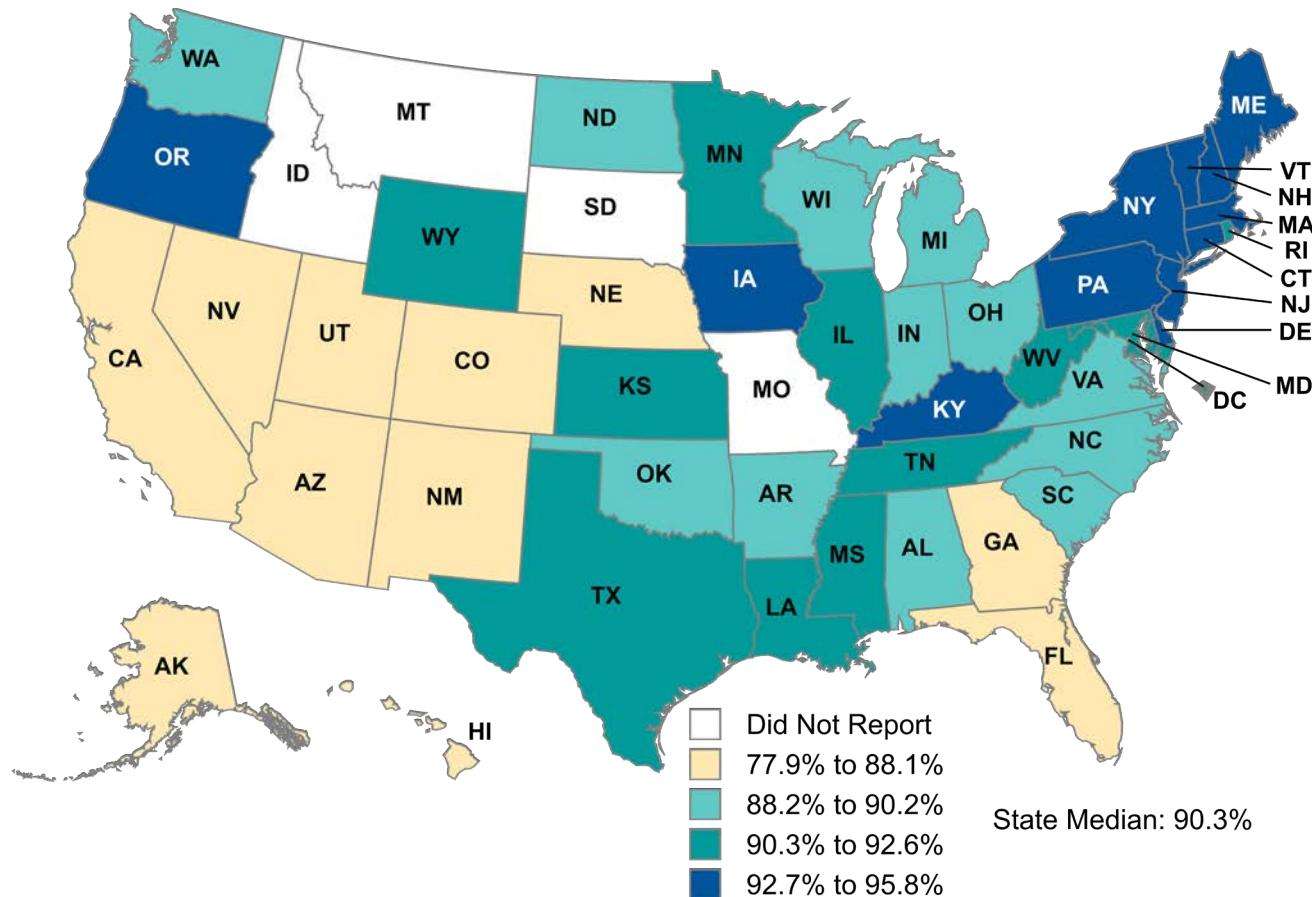 WA
MT
ND
MN
ME
OR
ID
SD
WI
MI
NY
VT
NH
MA
RI
CT
NJ
DE
MD
DC
WY
IA
PA
NE
NV
UT
CO
CA
IL
IN
OH
WV
VA
KS
MO
KY
NC
TN
AZ
NM
OK
AR
SC
MS
AL
GA
TX
LA
FL
AK
HI
Did Not Report
77.9% to 88.1%
88.2% to 90.2%
90.3% to 92.6%
92.7% to 95.8%
State Median: 90.3%